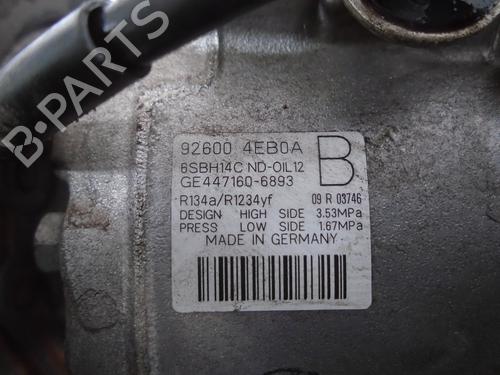 92600 4EB0A
6SBH14C ND-OIL12 B
GE447160-6893
R134a/R1234yf 09 R 03746
DESIGN HIGH SIDE 3.53MPa
PRESS LOW SIDE 1.67MPa
MADE IN GERMANY
B-PARTS